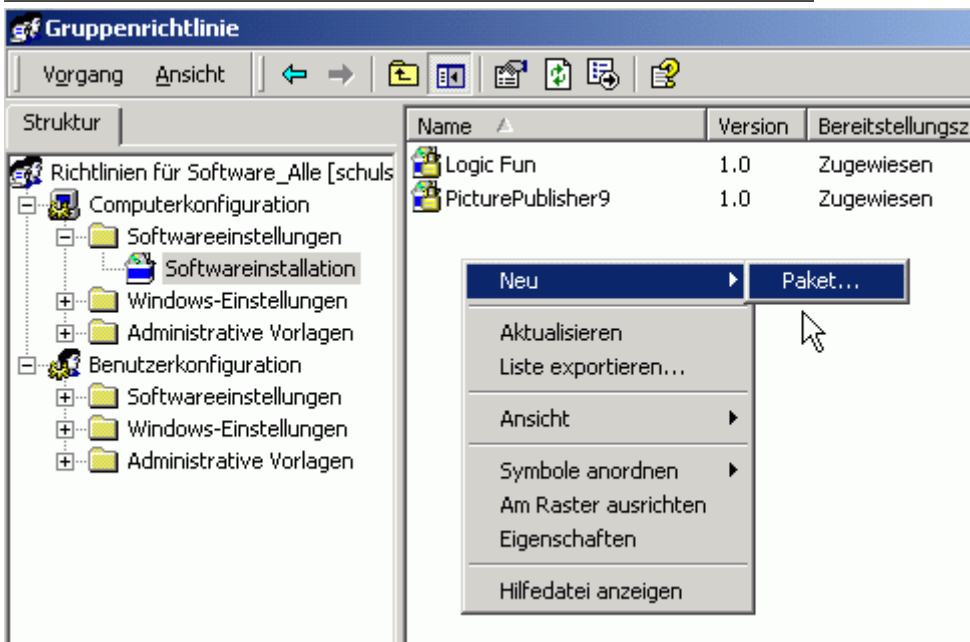 Gruppenrichtlinie
Vorgang Ansicht
Struktur
Name Version Bereitstellungsz
Richtlinien für Software_Alle [schuls
Computerkonfiguration
Softwareeinstellungen
Softwareinstallation
Windows-Einstellungen
Administrative Vorlagen
Benutzerkonfiguration
Softwareeinstellungen
Windows-Einstellungen
Administrative Vorlagen
Logic Fun 1.0 Zugewiesen
PicturePublisher9 1.0 Zugewiesen
Neu
Paket...
Aktualisieren
Liste exportieren...
Ansicht
Symbole anordnen
Am Raster ausrichten
Eigenschaften
Hilfedatei anzeigen